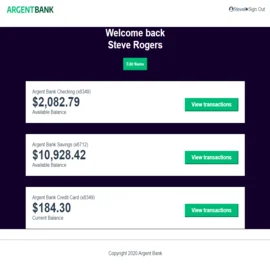 ARGENTBANK
Sign Out
Welcome back
Steve Rogers
Edit Name
Argent Bank Checking (x8349)
$2,082.79
Available Balance
View transactions
Argent Bank Savings (x6712)
$10,928.42
Available Balance
View transactions
Argent Bank Credit Card (x8349)
$184.30
Current Balance
View transactions
Copyright 2020 Argent Bank